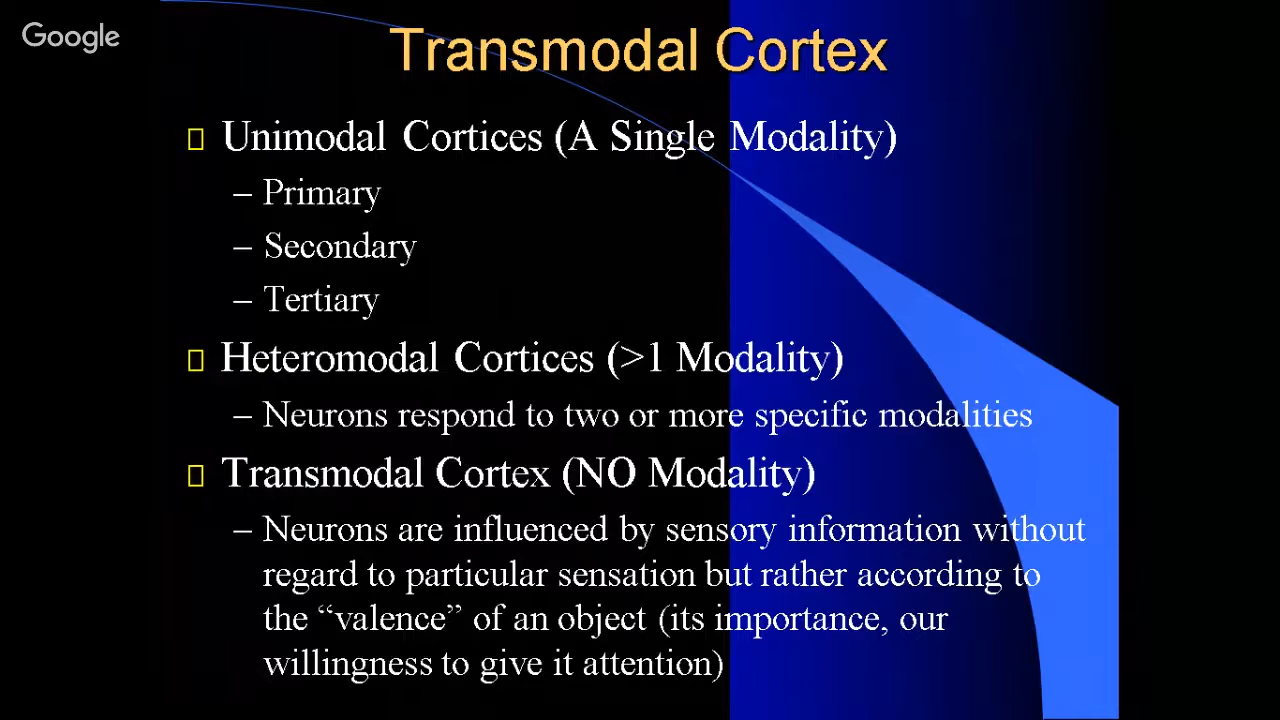 Google
Transmodal Cortex
Unimodal Cortices (A Single Modality)
– Primary
– Secondary
– Tertiary
Heteromodal Cortices (>1 Modality)
– Neurons respond to two or more specific modalities
Transmodal Cortex (NO Modality)
– Neurons are influenced by sensory information without
regard to particular sensation but rather according to
the “valence” of an object (its importance, our
willingness to give it attention)